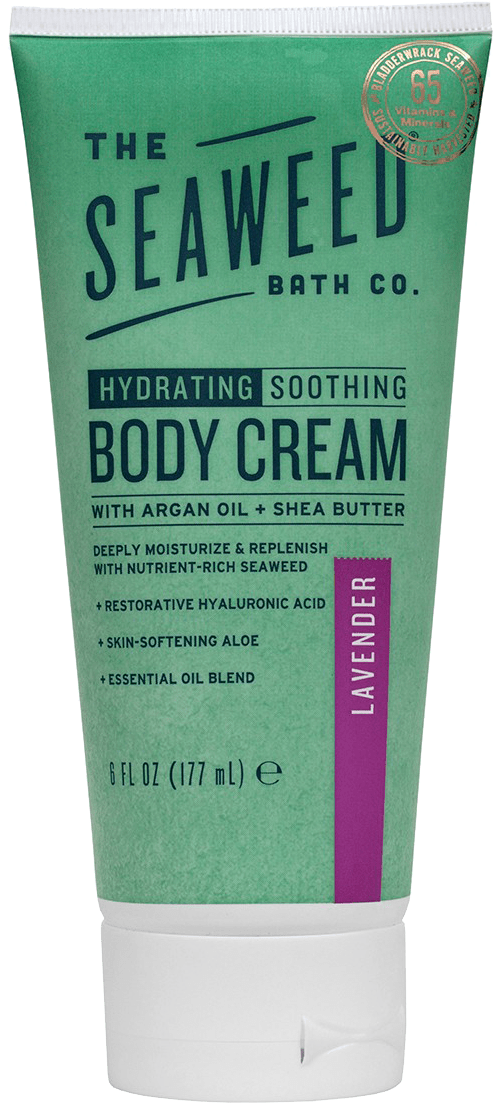 BLADDERWRACK SEAWEED
65
Vitamins &
Minerals
SUSTAINABLY HARVESTED
THE
SEAWEED
BATH CO.
HYDRATING SOOTHING
BODY CREAM
WITH ARGAN OIL + SHEA BUTTER
DEEPLY MOISTURIZE & REPLENISH
WITH NUTRIENT-RICH SEAWEED
+ RESTORATIVE HYALURONIC ACID
+ SKIN-SOFTENING ALOE
+ ESSENTIAL OIL BLEND
LAVENDER
6 FL OZ (177 mL) ℮